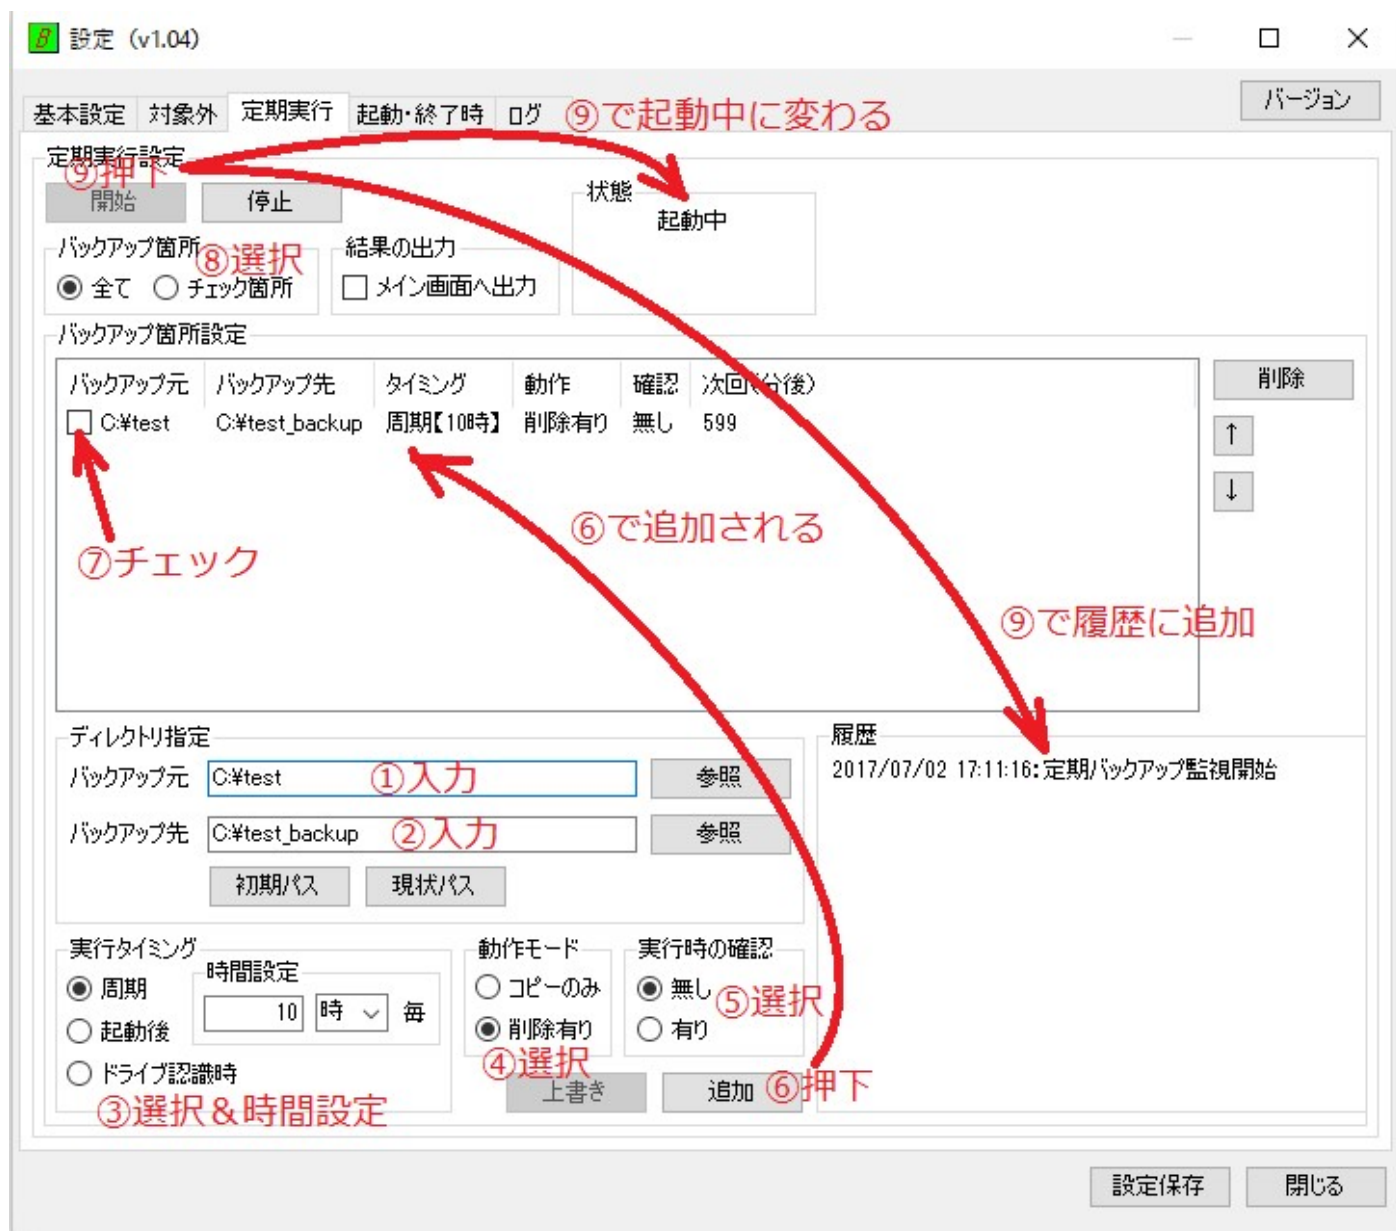 B 設定 (v1.04)
バージョン
基本設定 対象外 定期実行 起動・終了時 ログ ⑨で起動中に変わる
定期実行設定
⑨押下
開始 停止
状態
起動中
バックアップ箇所 ⑧選択
全て チェック箇所
結果の出力
メイン画面へ出力
バックアップ箇所設定
バックアップ元 バックアップ先 タイミング 動作 確認 次回(分後)
C:¥test C:¥test_backup 周期【10時】 削除有り 無し 599
削除
↑
↓
⑥で追加される
⑦チェック
⑨で履歴に追加
ディレクトリ指定
バックアップ元 C:¥test ①入力 参照
バックアップ先 C:¥test_backup ②入力 参照
初期パス 現状パス
履歴
2017/07/02 17:11:16:定期バックアップ監視開始
実行タイミング
周期
起動後
ドライブ認識時
時間設定
10 時 毎
③選択&時間設定
動作モード
コピーのみ
削除有り
④選択
実行時の確認
無し
有り
⑤選択
上書き 追加 ⑥押下
設定保存 閉じる